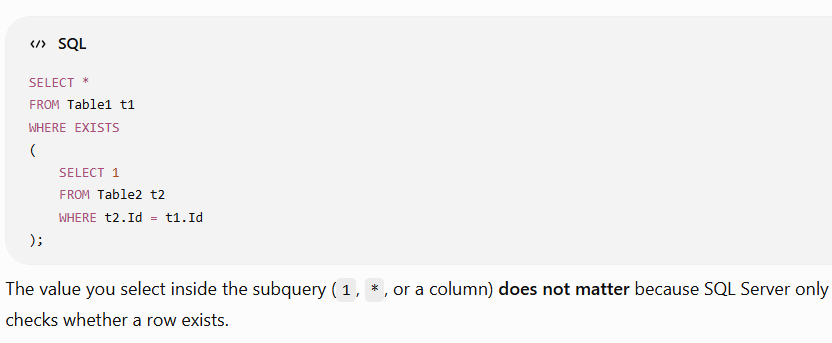 </> SQL
SELECT *
FROM Table1 t1
WHERE EXISTS
(
    SELECT 1
    FROM Table2 t2
    WHERE t2.Id = t1.Id
);
The value you select inside the subquery ( 1 , * , or a column) does not matter because SQL Server only
checks whether a row exists.